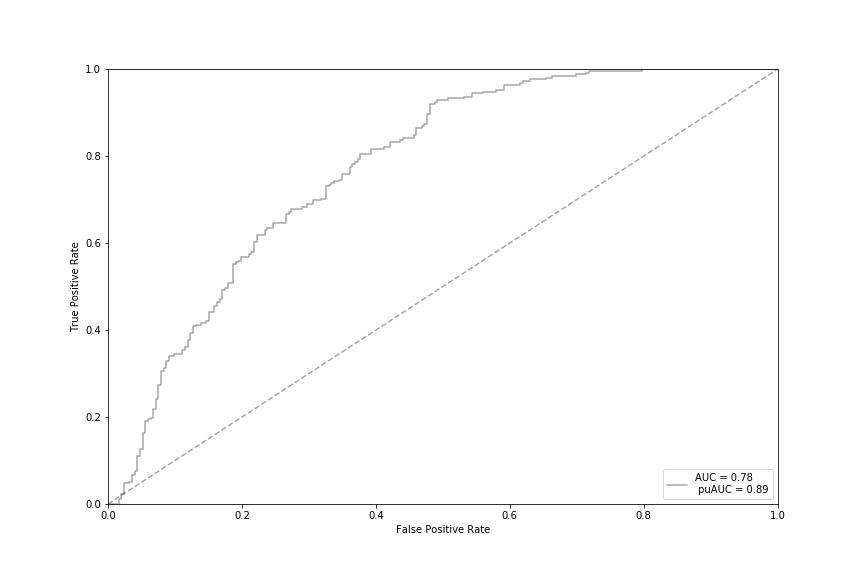 1.0
0.8
0.6
0.4
0.2
0.0
True Positive Rate
AUC = 0.78
puAUC = 0.89
0.0 0.2 0.4 0.6 0.8 1.0
False Positive Rate